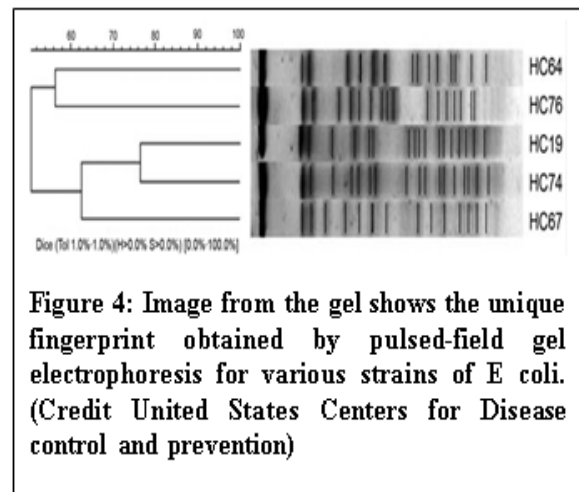 60 70 80 90 100
HC64
HC76
HC19
HC74
HC67
Dice (Tol 1.0%-1.0%)(H>0.0% S>0.0%) [0.0%-100.0%]
Figure 4: Image from the gel shows the unique
fingerprint obtained by pulsed-field gel
electrophoresis for various strains of E coli.
(Credit United States Centers for Disease
control and prevention)